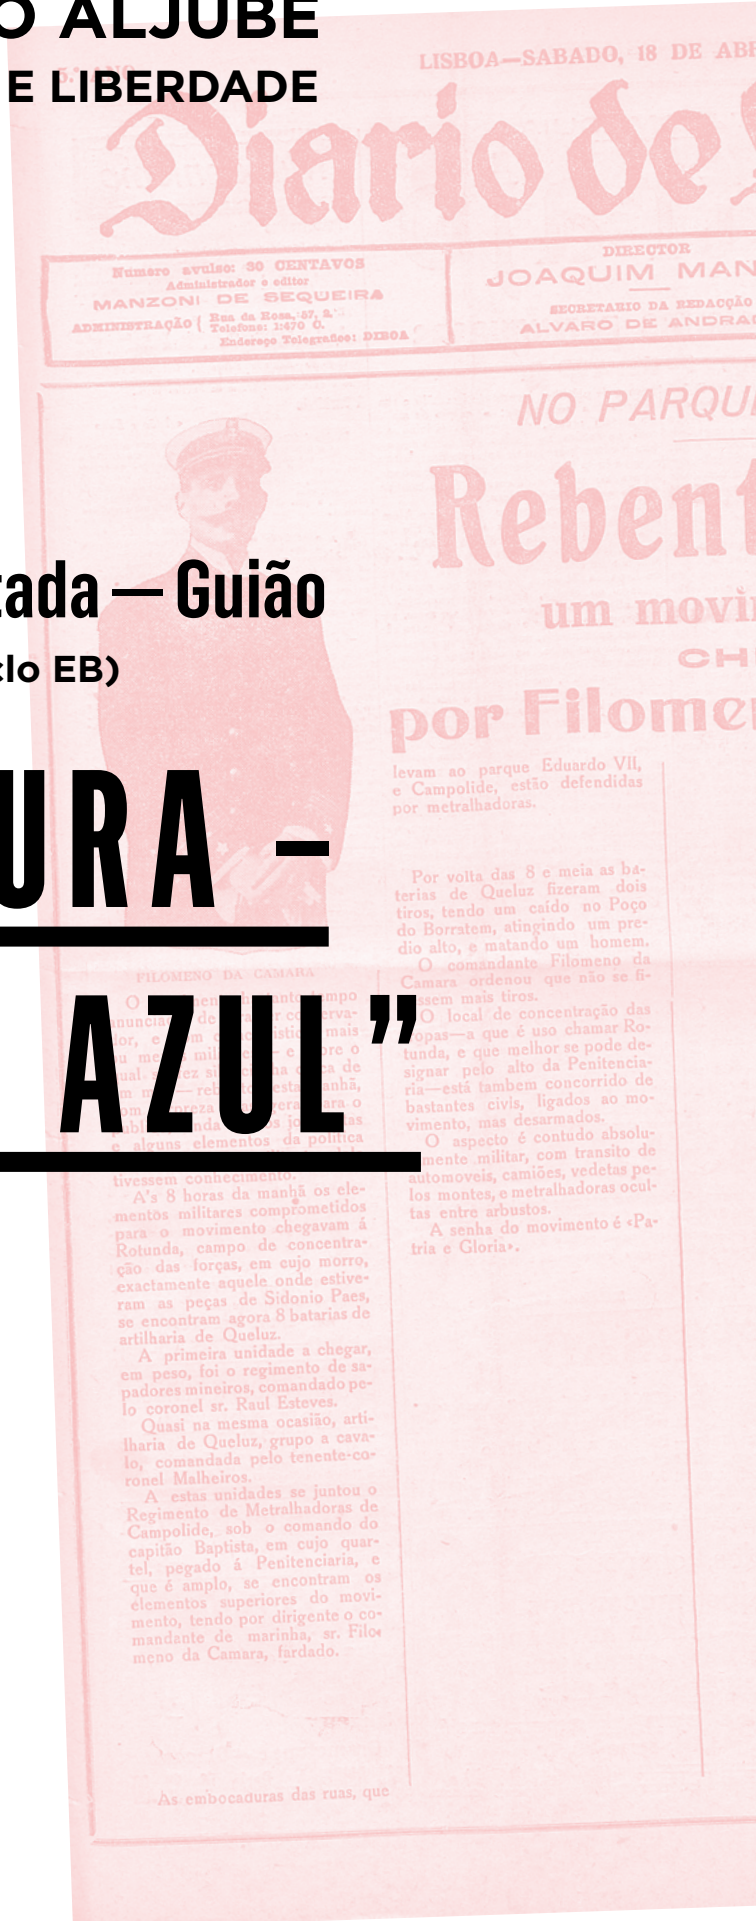 O ALJUBE
E LIBERDADE
5.º ANO
LISBOA—SABADO, 18 DE ABR
Diario de
Numero avulso: 30 CENTAVOS
Administrador e editor
MANZONI DE SEQUEIRA
ADMINISTRAÇÃO { Rua da Rosa, 57, 2.º
Telefone: 1:470 C.
Endereço Telegrafico: DIBOA
DIRECTOR
JOAQUIM MAN
SECRETARIO DA REDACÇÃO
ALVARO DE ANDRA
NO PARQU
Rebent
um movi
CH
por Filome
tada — Guião
clo EB)
URA –
AZUL”
FILOMENO DA CAMARA
tivessem conhecimento.
A's 8 horas da manhã os ele-
mentos militares comprometidos
para o movimento chegavam á
Rotunda, campo de concentra-
ção das forças, em cujo morro,
exactamente aquele onde estive-
ram as peças de Sidonio Paes,
se encontram agora 8 batarias de
artilharia de Queluz.
A primeira unidade a chegar,
em peso, foi o regimento de sa-
padores mineiros, comandado pe-
lo coronel sr. Raul Esteves.
Quasi na mesma ocasião, arti-
lharia de Queluz, grupo a cava-
lo, comandada pelo tenente-co-
ronel Malheiros.
A estas unidades se juntou o
Regimento de Metralhadoras de
Campolide, sob o comando do
capitão Baptista, em cujo quar-
tel, pegado á Penitenciaria, e
que é amplo, se encontram os
elementos superiores do movi-
mento, tendo por dirigente o co-
mandante de marinha, sr. Filo-
meno da Camara, fardado.
As embocaduras das ruas, que
levam ao parque Eduardo VII,
e Campolide, estão defendidas
por metralhadoras.
Por volta das 8 e meia as ba-
terias de Queluz fizeram dois
tiros, tendo um caído no Poço
do Borratem, atingindo um pre-
dio alto, e matando um homem.
O comandante Filomeno da
Camara ordenou que não se fi-
ssem mais tiros.
O local de concentração das
opas—a que é uso chamar Ro-
tunda, e que melhor se pode de-
signar pelo alto da Penitencia-
ria—está tambem concorrido de
bastantes civis, ligados ao mo-
vimento, mas desarmados.
O aspecto é contudo absolu-
mente militar, com transito de
automoveis, camiões, vedetas pe-
los montes, e metralhadoras ocul-
tas entre arbustos.
A senha do movimento é «Pa-
tria e Gloria».